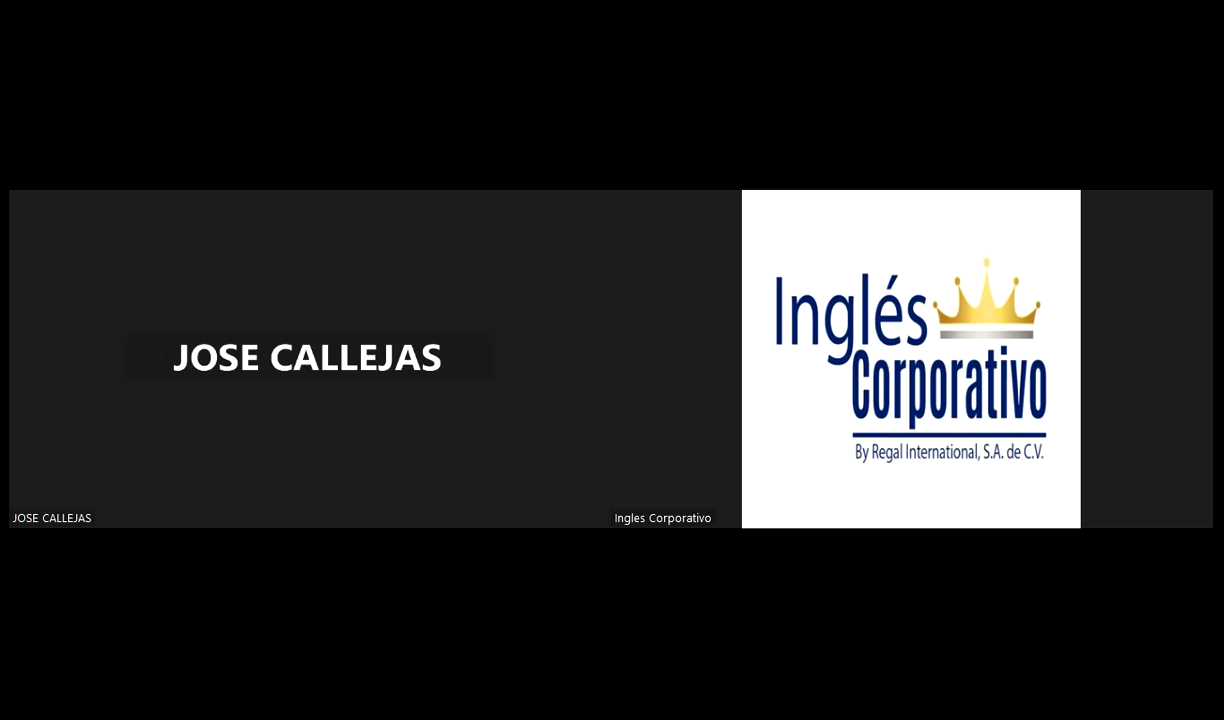 JOSE CALLEJAS
JOSE CALLEJAS
Inglés
Corporativo
By Regal International, S.A. de C.V.
Ingles Corporativo